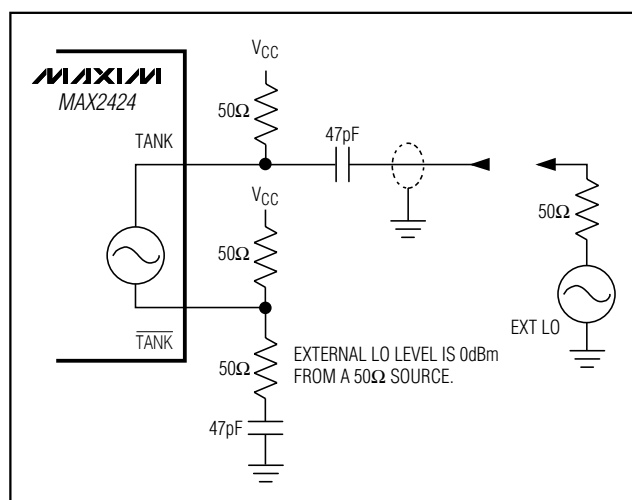 MAXIM
MAX2424
VCC
50Ω
TANK
47pF
VCC
50Ω
50Ω
TANK
50Ω
EXT LO
EXTERNAL LO LEVEL IS 0dBm
FROM A 50Ω SOURCE.
47pF